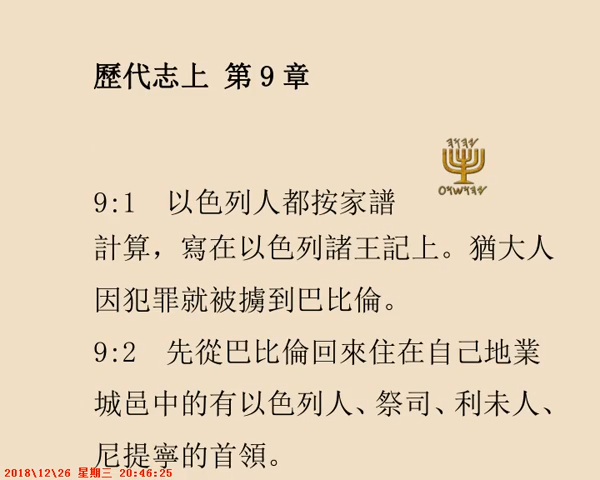 歷代志上 第 9 章
𐤉𐤄𐤅𐤄
9:1 以色列人都按家譜
計算，寫在以色列諸王記上。猶大人
因犯罪就被擄到巴比倫。
9:2 先從巴比倫回來住在自己地業
城邑中的有以色列人、祭司、利未人、
尼提寧的首領。
2018\12\26 星期三 20:46:25